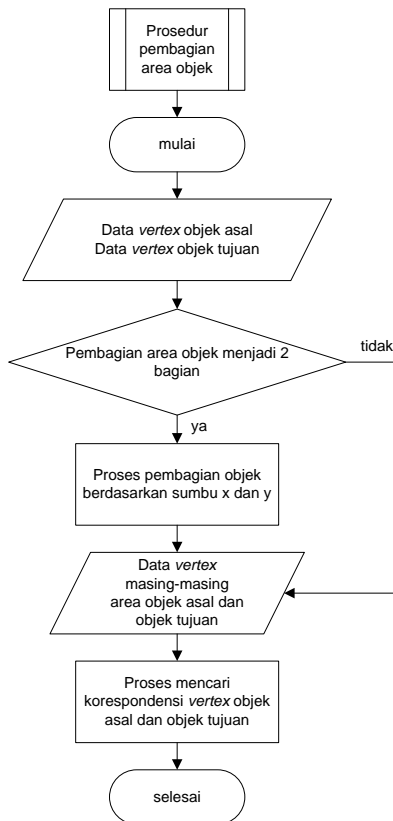 Prosedur
pembagian
area objek
mulai
Data vertex objek asal
Data vertex objek tujuan
Pembagian area objek menjadi 2
bagian
tidak
ya
Proses pembagian objek
berdasarkan sumbu x dan y
Data vertex
masing-masing
area objek asal dan
objek tujuan
Proses mencari
korespondensi vertex objek
asal dan objek tujuan
selesai